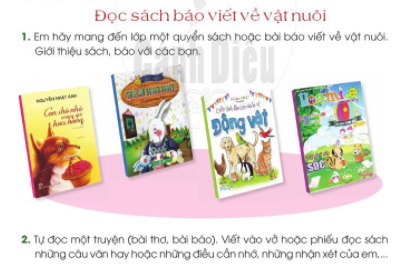 Đọc sách báo viết về vật nuôi
1. Em hãy mang đến lớp một quyển sách hoặc bài báo viết về vật nuôi.
Giới thiệu sách, báo với các bạn.
NGUYỄN NHẬT ÁNH
Con chó nhỏ
mang giỏ
hoa hồng
Động vật
SÓC
2. Tự đọc một truyện (bài thơ, bài báo). Viết vào vở hoặc phiếu đọc sách
những câu văn hay hoặc những điều cần nhớ, những nhận xét của em,...